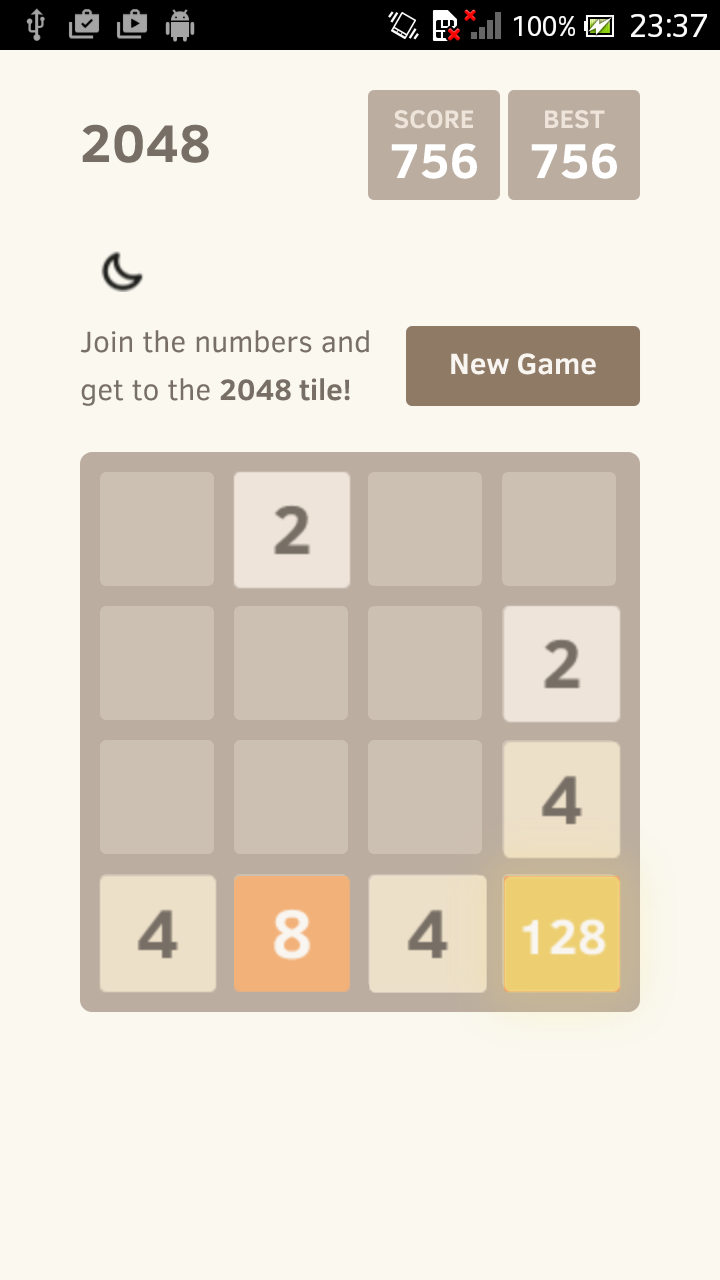 100% 23:37
2048
SCORE BEST
756 756
Join the numbers and
get to the 2048 tile!
New Game
2
2
4
4 8 4 128